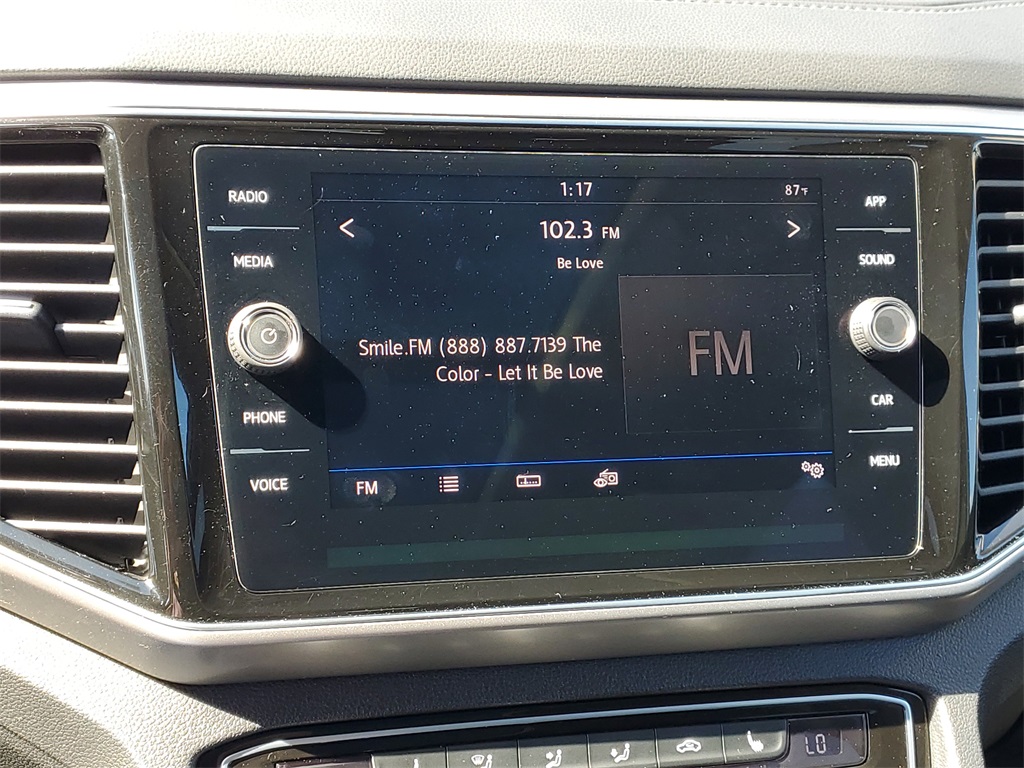 RADIO
MEDIA
PHONE
VOICE
1:17
87°F
102.3 FM
Be Love
Smile.FM (888) 887.7139 The
Color - Let It Be Love
FM
FM
APP
SOUND
CAR
MENU
LO